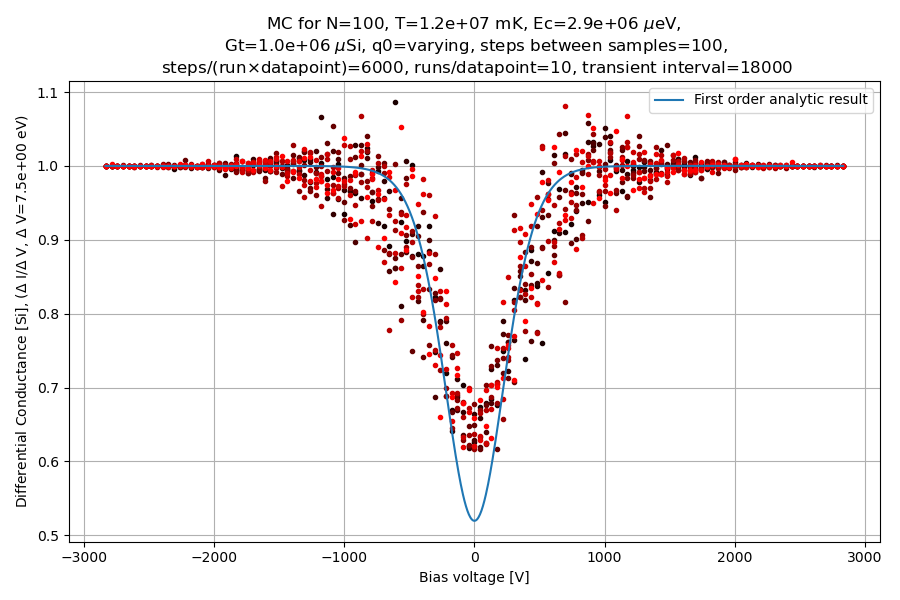 MC for N=100, T=1.2e+07 mK, Ec=2.9e+06 μeV,
Gt=1.0e+06 μSi, q0=varying, steps between samples=100,
steps/(run×datapoint)=6000, runs/datapoint=10, transient interval=18000
First order analytic result
Differential Conductance [Si], (Δ I/Δ V, Δ V=7.5e+00 eV)
1.1
1.0
0.9
0.8
0.7
0.6
0.5
−3000 −2000 −1000 0 1000 2000 3000
Bias voltage [V]